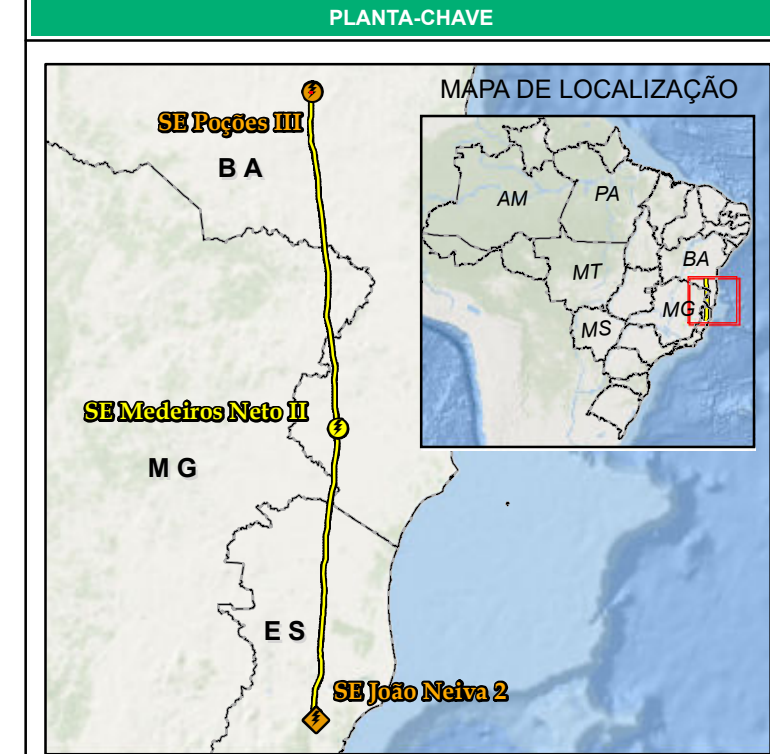 PLANTA-CHAVE
MAPA DE LOCALIZAÇÃO
SE Poções III
B A
AM
PA
BA
MT
MG
MS
SE Medeiros Neto II
M G
E S
SE João Neiva 2